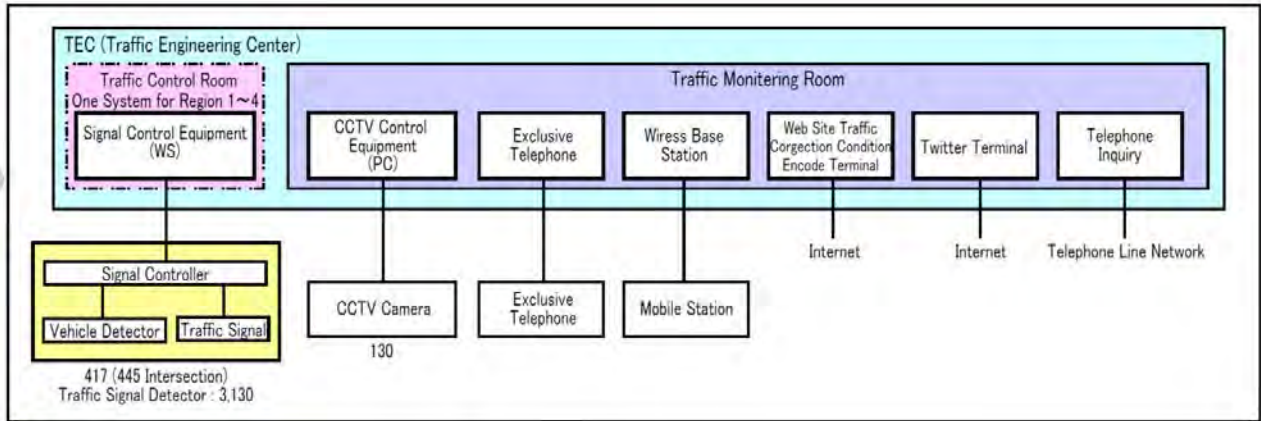 TEC (Traffic Engineering Center)
Traffic Control Room
One System for Region 1～4
Signal Control Equipment
(WS)
Traffic Monitering Room
CCTV Control
Equipment
(PC)
Exclusive
Telephone
Wiress Base
Station
Web Site Traffic
Corgection Condition
Encode Terminal
Twitter Terminal
Telephone
Inquiry
Signal Controller
Vehicle Detector
Traffic Signal
417 (445 Intersection)
Traffic Signal Detector : 3,130
CCTV Camera
130
Exclusive
Telephone
Mobile Station
Internet
Internet
Telephone Line Network